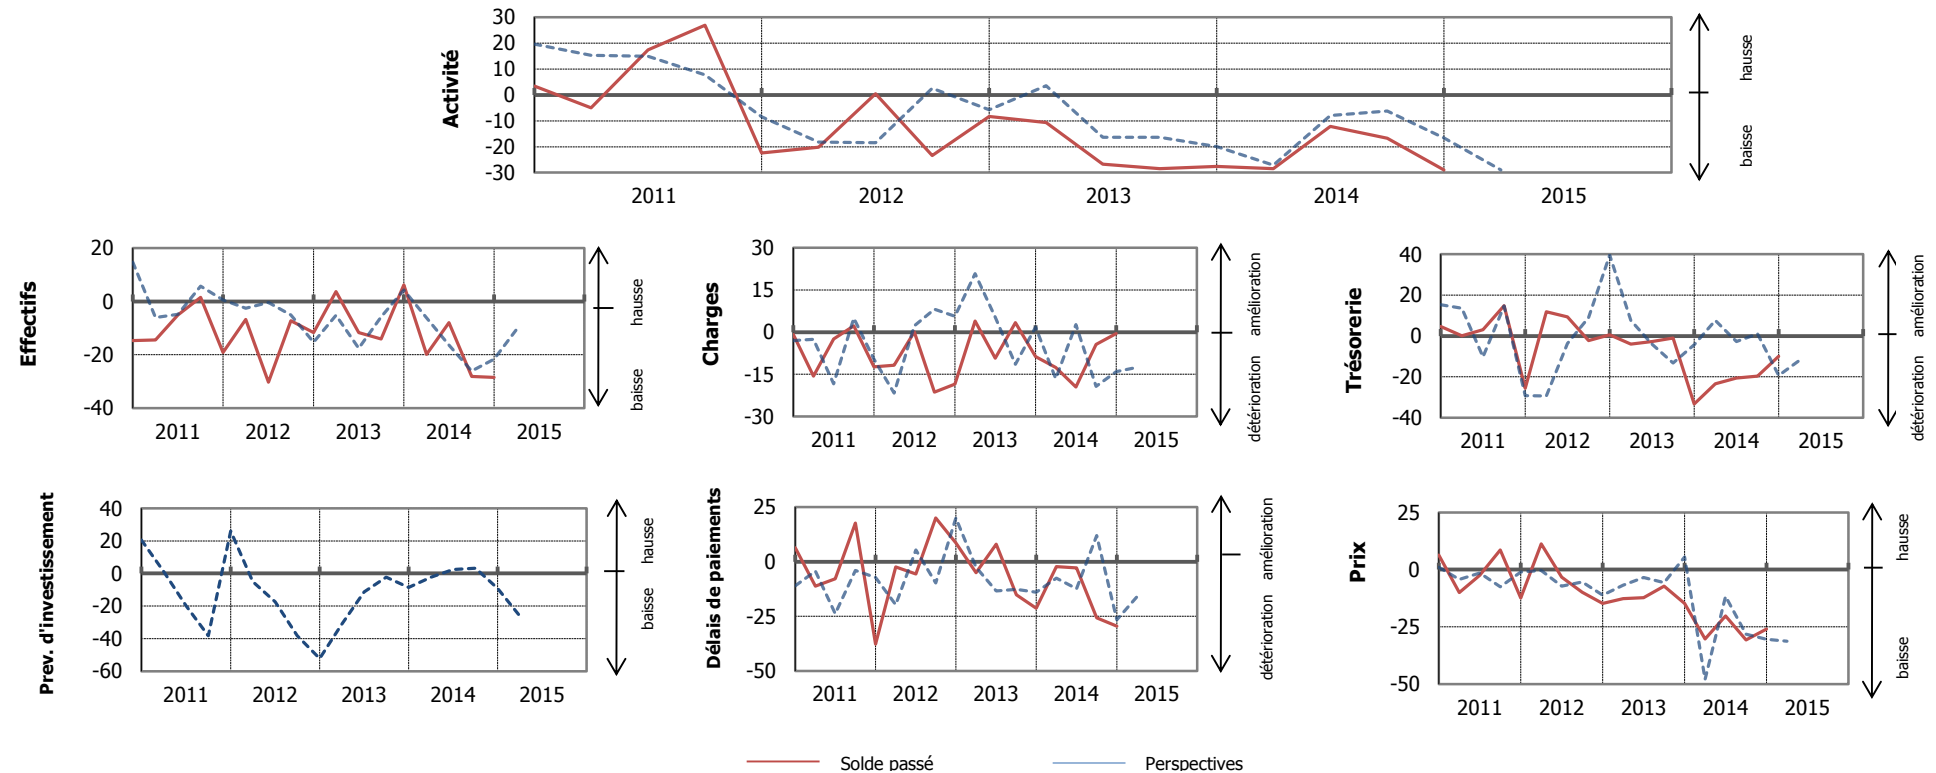 Activité
30
20
10
0
-10
-20
-30
2011 2012 2013 2014 2015
hausse
baisse
Effectifs
20
0
-20
-40
2011 2012 2013 2014 2015
hausse
baisse
Charges
30
15
0
-15
-30
2011 2012 2013 2014 2015
amélioration
détérioration
Trésorerie
40
20
0
-20
-40
2011 2012 2013 2014 2015
amélioration
détérioration
Prev. d'investissement
40
20
0
-20
-40
-60
2011 2012 2013 2014 2015
hausse
baisse
Délais de paiements
25
0
-25
-50
2011 2012 2013 2014 2015
amélioration
détérioration
Prix
25
0
-25
-50
2011 2012 2013 2014 2015
hausse
baisse
Solde passé Perspectives